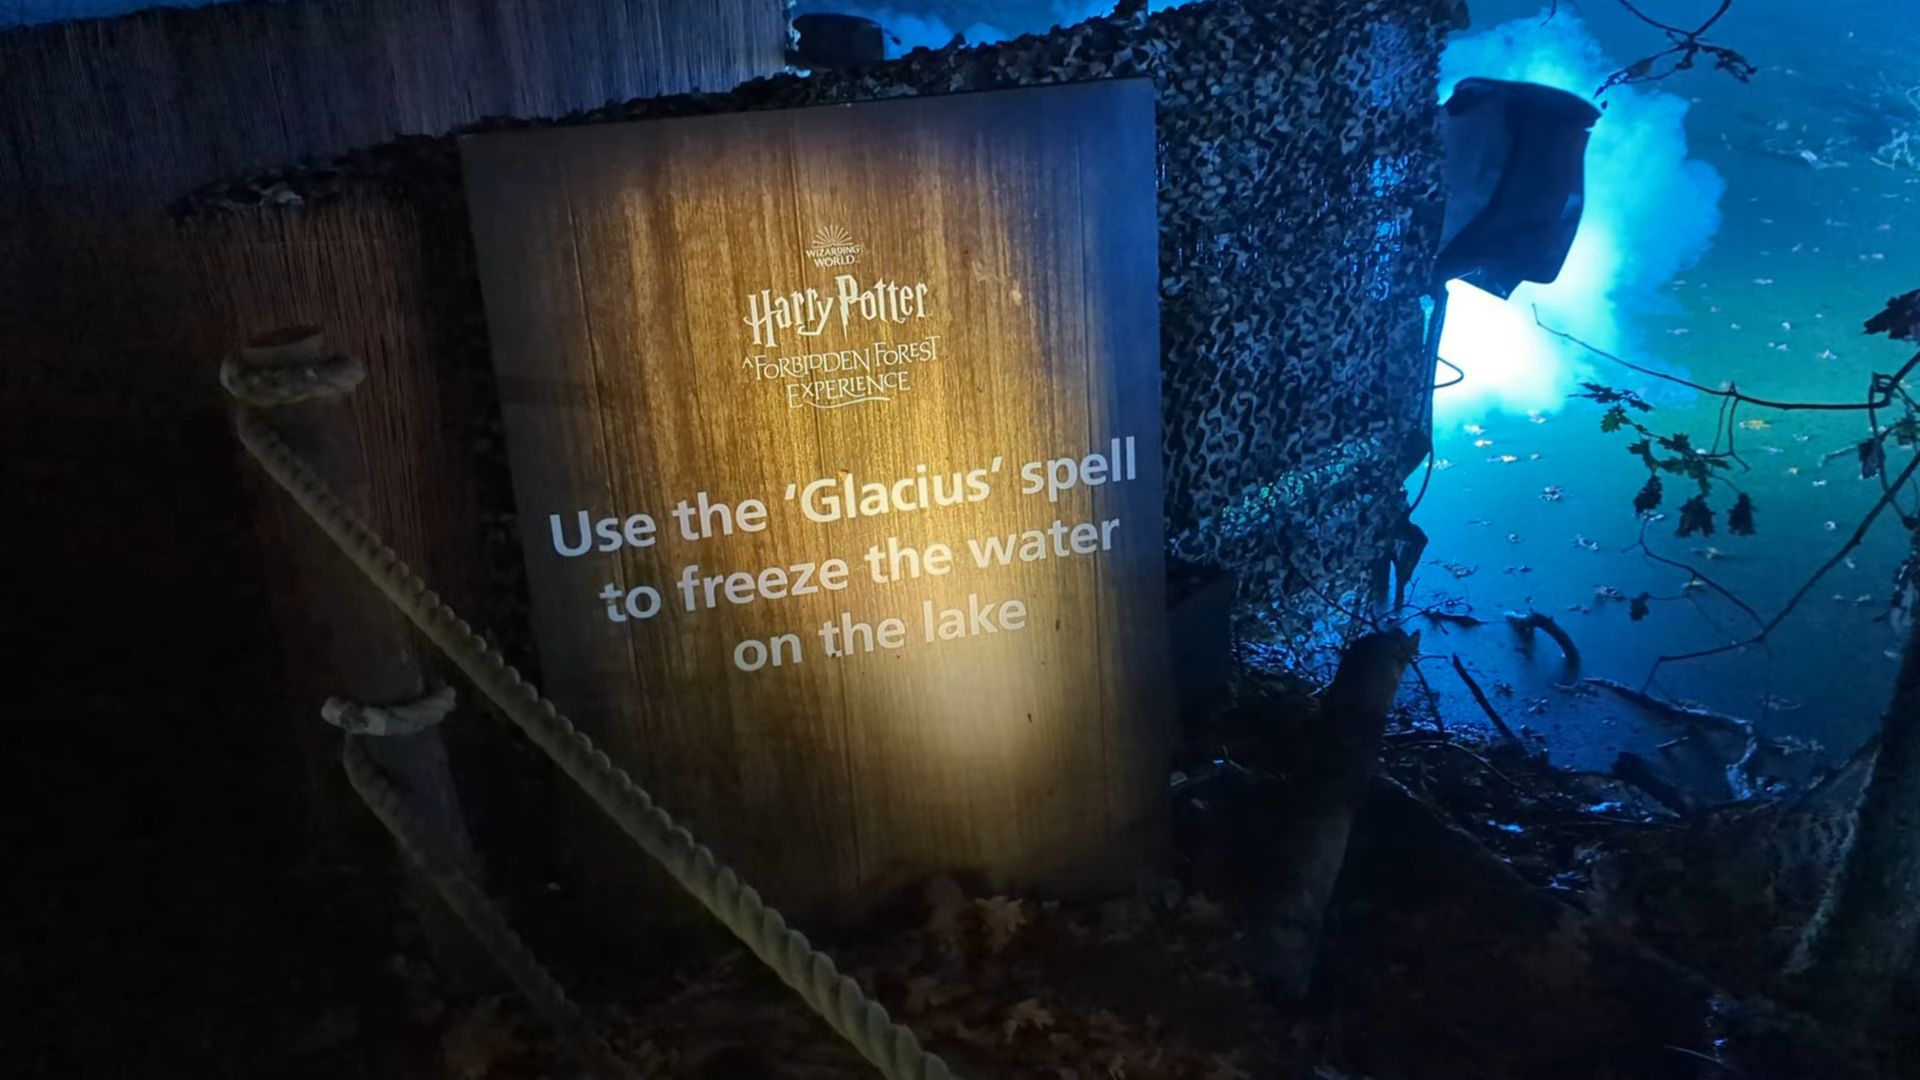 WIZARDING
WORLD
Harry Potter
A FORBIDDEN FOREST
EXPERIENCE
Use the ‘Glacius’ spell
to freeze the water
on the lake